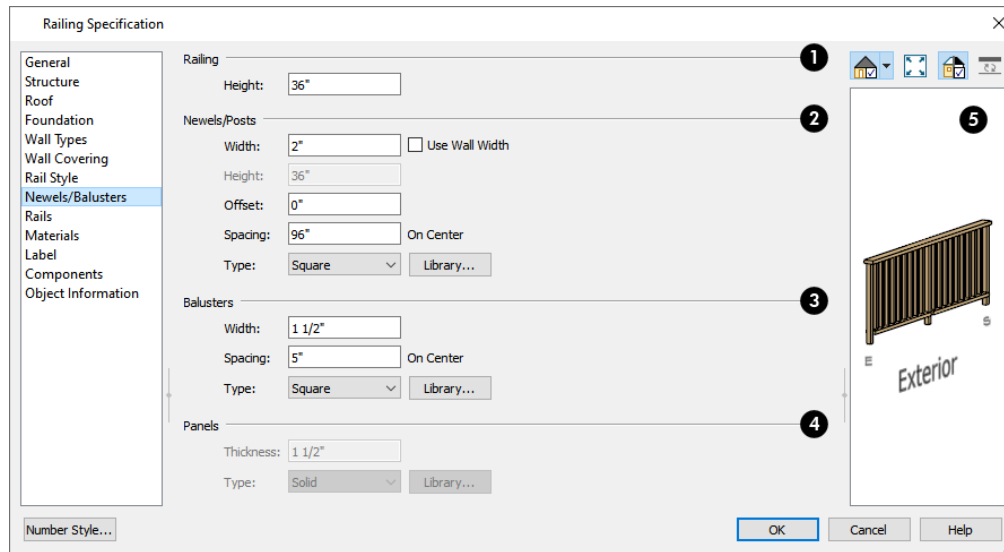 Railing Specification
General
Structure
Roof
Foundation
Wall Types
Wall Covering
Rail Style
Newels/Balusters
Rails
Materials
Label
Components
Object Information
Number Style...
Railing 1
Height: 36"
Newels/Posts 2
Width: 2" Use Wall Width
Height: 36"
Offset: 0"
Spacing: 96" On Center
Type: Square Library...
Balusters 3
Width: 1 1/2"
Spacing: 5" On Center
Type: Square Library...
Panels 4
Thickness: 1 1/2"
Type: Solid Library...
5
E S
Exterior
OK Cancel Help